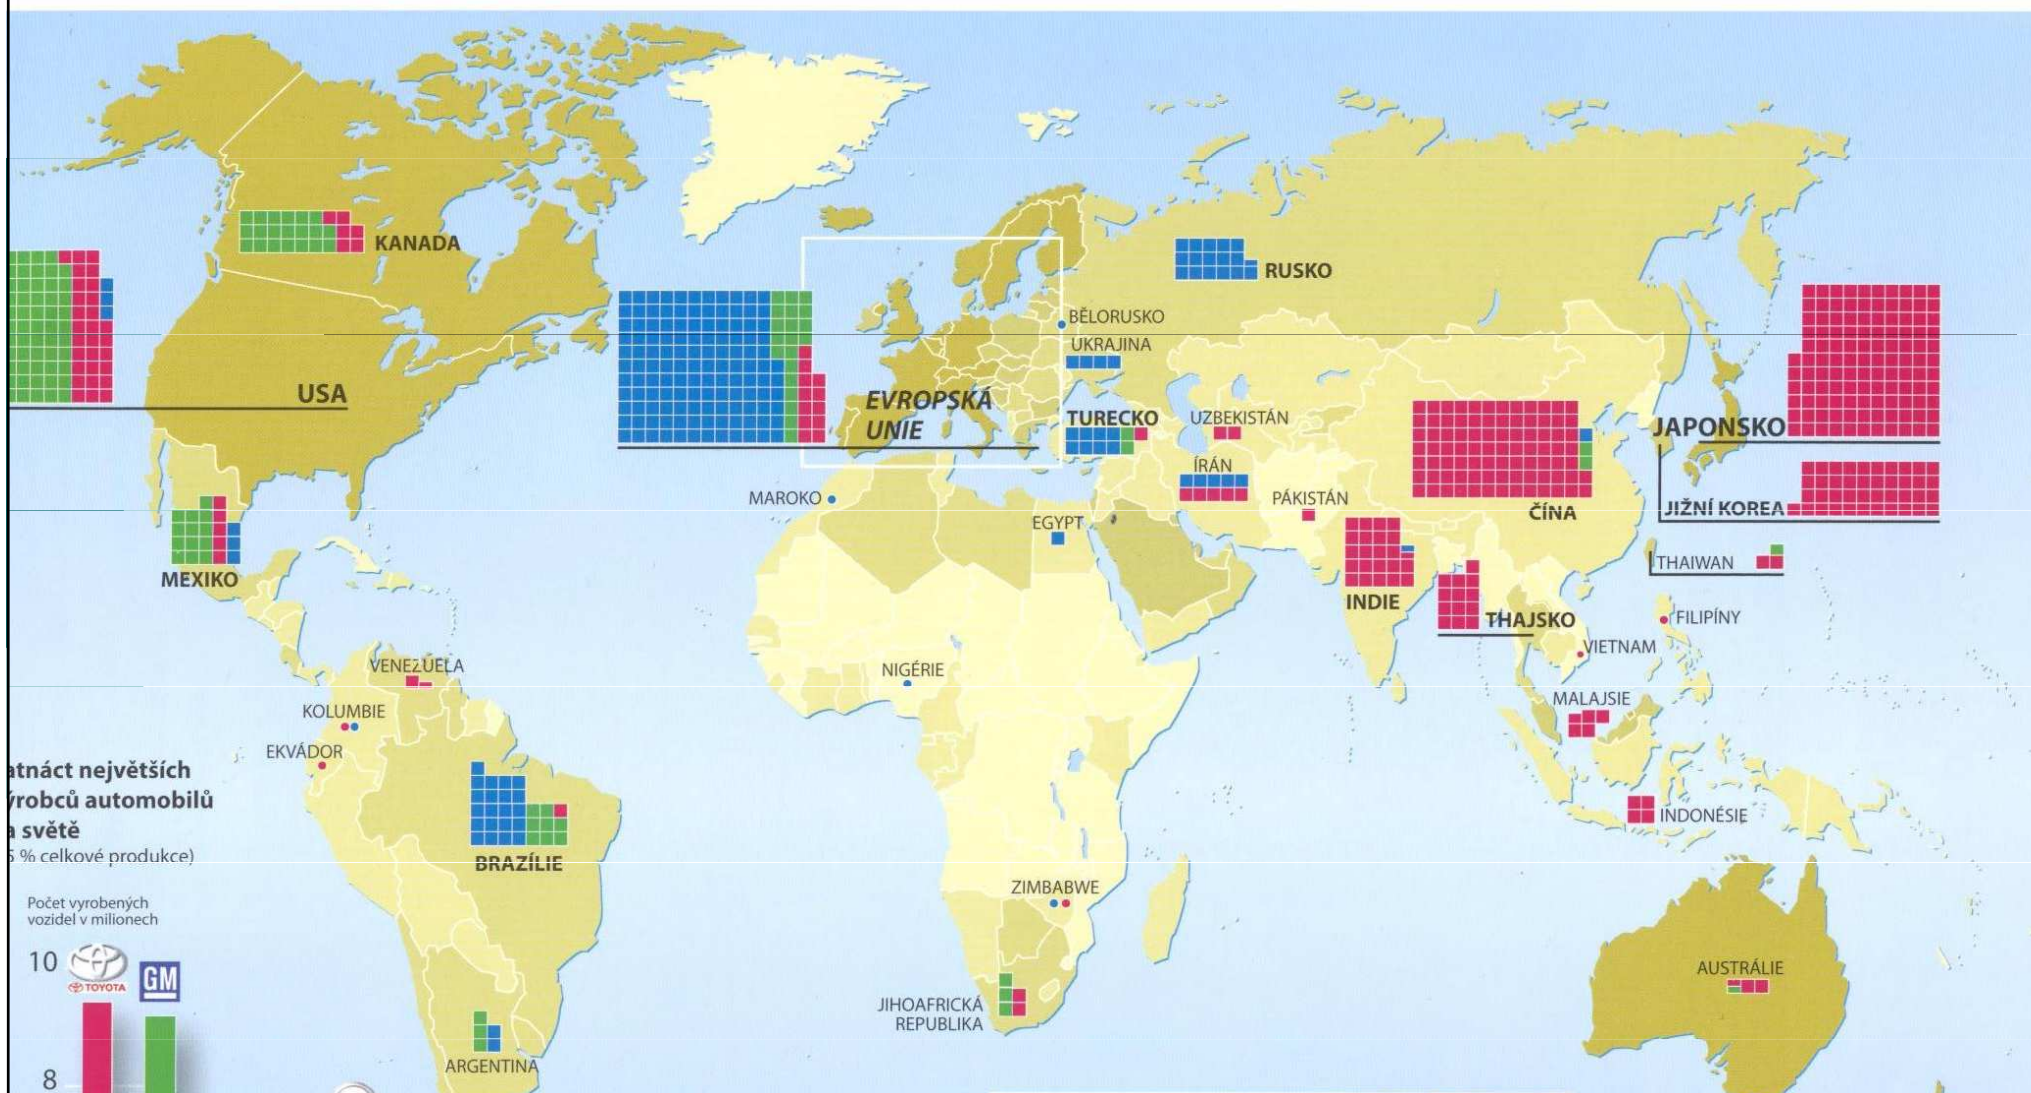 KANADA
USA
MEXIKO
EVROPSKÁ
UNIE
RUSKO
BĚLORUSKO
UKRAJINA
TURECKO
UZBEKISTÁN
ÍRÁN
PÁKISTÁN
MAROKO
EGYPT
ČÍNA
JAPONSKO
JIŽNÍ KOREA
THAIWAN
INDIE
THAJSKO
FILIPÍNY
VIETNAM
MALAJSIE
INDONÉSIE
NIGÉRIE
VENEZUELA
KOLUMBIE
EKVÁDOR
BRAZÍLIE
ZIMBABWE
JIHOAFRICKÁ
REPUBLIKA
AUSTRÁLIE
ARGENTINA
atnáct největších
ýrobců automobilů
a světě
% celkové produkce)
Počet vyrobených
vozidel v milionech
10
TOYOTA
GM
8